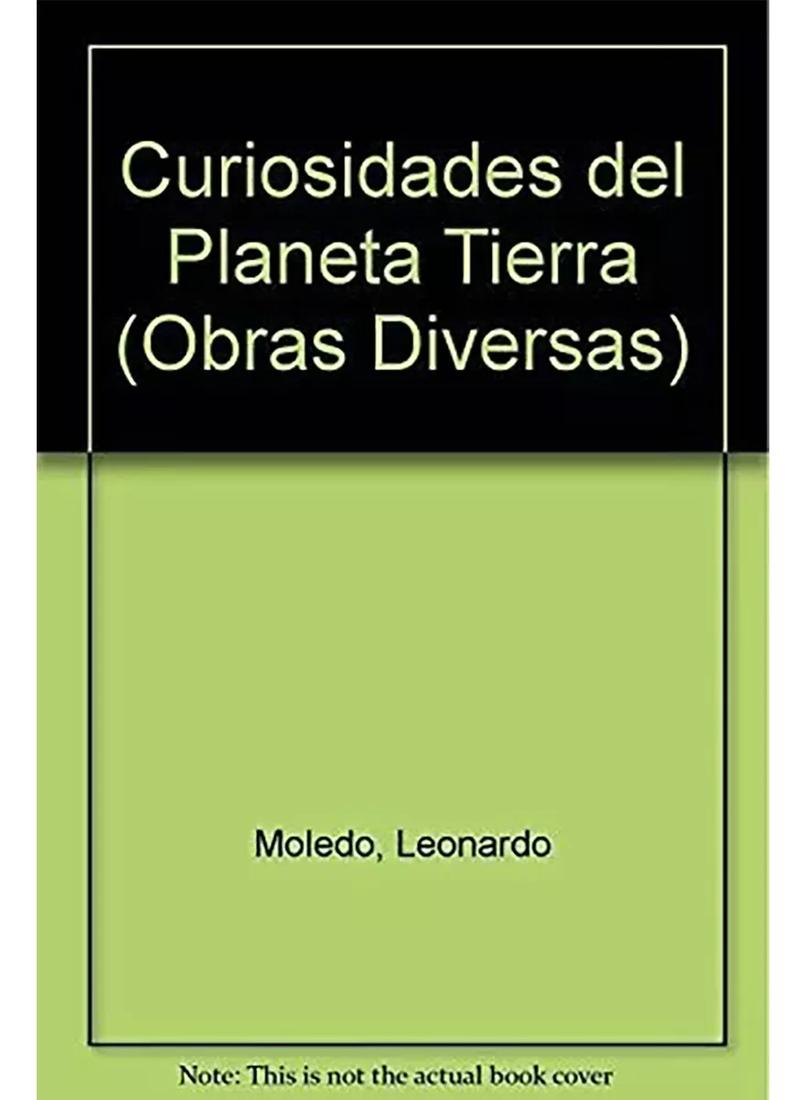 Curiosidades del
Planeta Tierra
(Obras Diversas)
Moledo, Leonardo
Note: This is not the actual book cover